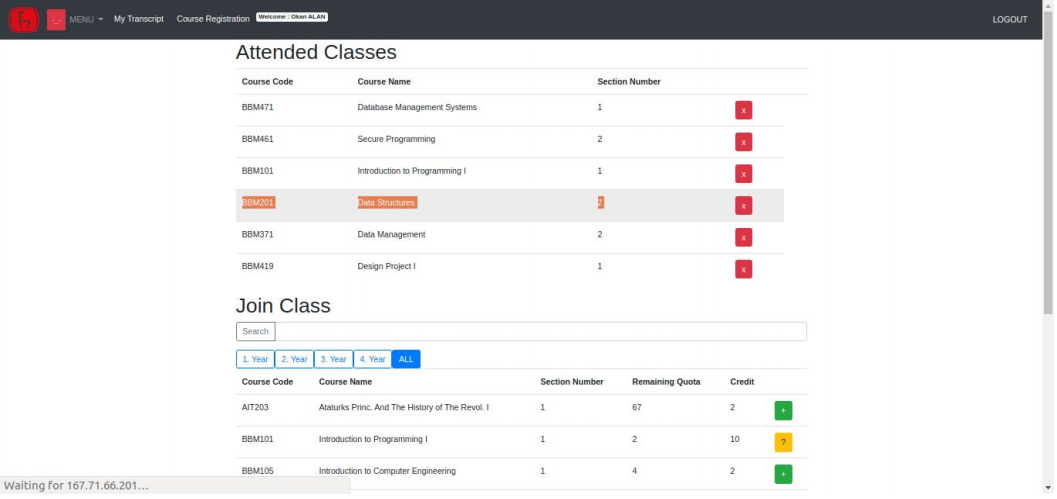 MENU My Transcript Course Registration Welcome : Okan ALAN LOGOUT
Attended Classes
Course Code Course Name Section Number
BBM471 Database Management Systems 1 x
BBM461 Secure Programming 2 x
BBM101 Introduction to Programming I 1 x
BBM201 Data Structures 2 x
BBM371 Data Management 2 x
BBM419 Design Project I 1 x
Join Class
Search
1. Year 2. Year 3. Year 4. Year ALL
Course Code Course Name Section Number Remaining Quota Credit
AIT203 Ataturks Princ. And The History of The Revol. I 1 67 2 +
BBM101 Introduction to Programming I 1 2 10 ?
BBM105 Introduction to Computer Engineering 1 4 2 +
Waiting for 167.71.66.201...